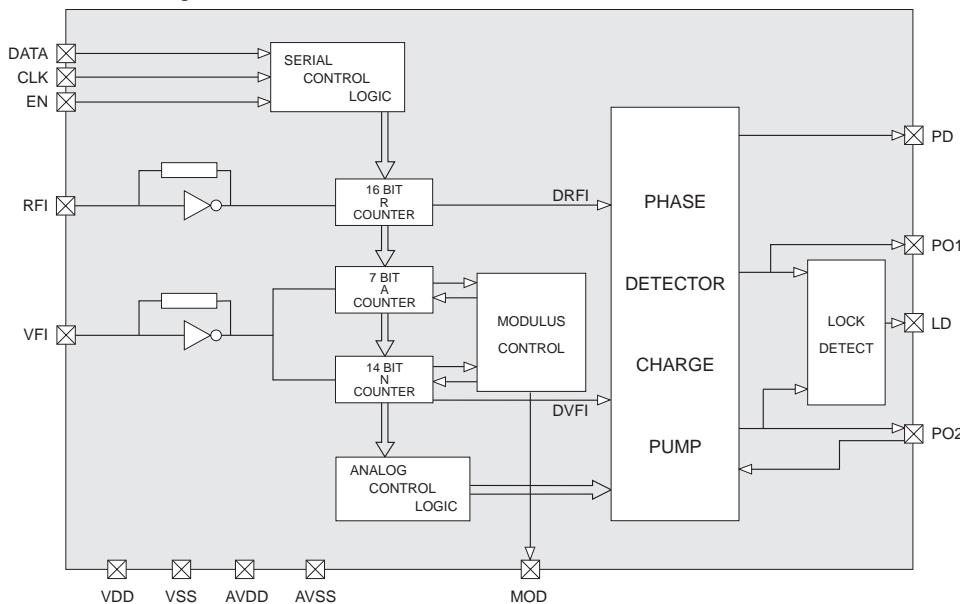 DATA
CLK
EN
SERIAL
CONTROL
LOGIC
PD
RFI
16 BIT
R
COUNTER
DRFI
PHASE
DETECTOR
CHARGE
PUMP
PO1
VFI
7 BIT
A
COUNTER
MODULUS
CONTROL
LOCK
DETECT
LD
14 BIT
N
COUNTER
DVFI
PO2
ANALOG
CONTROL
LOGIC
VDD
VSS
AVDD
AVSS
MOD